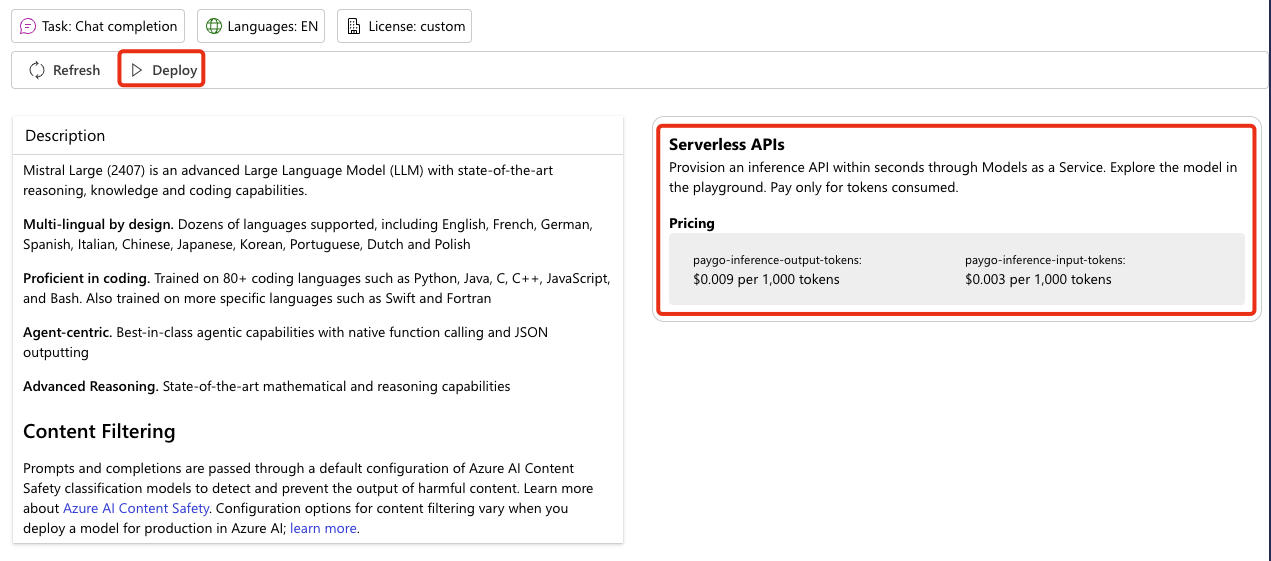 Task: Chat completion
Languages: EN
License: custom
Refresh
Deploy
Description
Mistral Large (2407) is an advanced Large Language Model (LLM) with state-of-the-art
reasoning, knowledge and coding capabilities.
Multi-lingual by design. Dozens of languages supported, including English, French, German,
Spanish, Italian, Chinese, Japanese, Korean, Portuguese, Dutch and Polish
Proficient in coding. Trained on 80+ coding languages such as Python, Java, C, C++, JavaScript,
and Bash. Also trained on more specific languages such as Swift and Fortran
Agent-centric. Best-in-class agentic capabilities with native function calling and JSON
outputting
Advanced Reasoning. State-of-the-art mathematical and reasoning capabilities
Content Filtering
Prompts and completions are passed through a default configuration of Azure AI Content
Safety classification models to detect and prevent the output of harmful content. Learn more
about Azure AI Content Safety. Configuration options for content filtering vary when you
deploy a model for production in Azure AI; learn more.
Serverless APIs
Provision an inference API within seconds through Models as a Service. Explore the model in
the playground. Pay only for tokens consumed.
Pricing
paygo-inference-output-tokens:
$0.009 per 1,000 tokens
paygo-inference-input-tokens:
$0.003 per 1,000 tokens